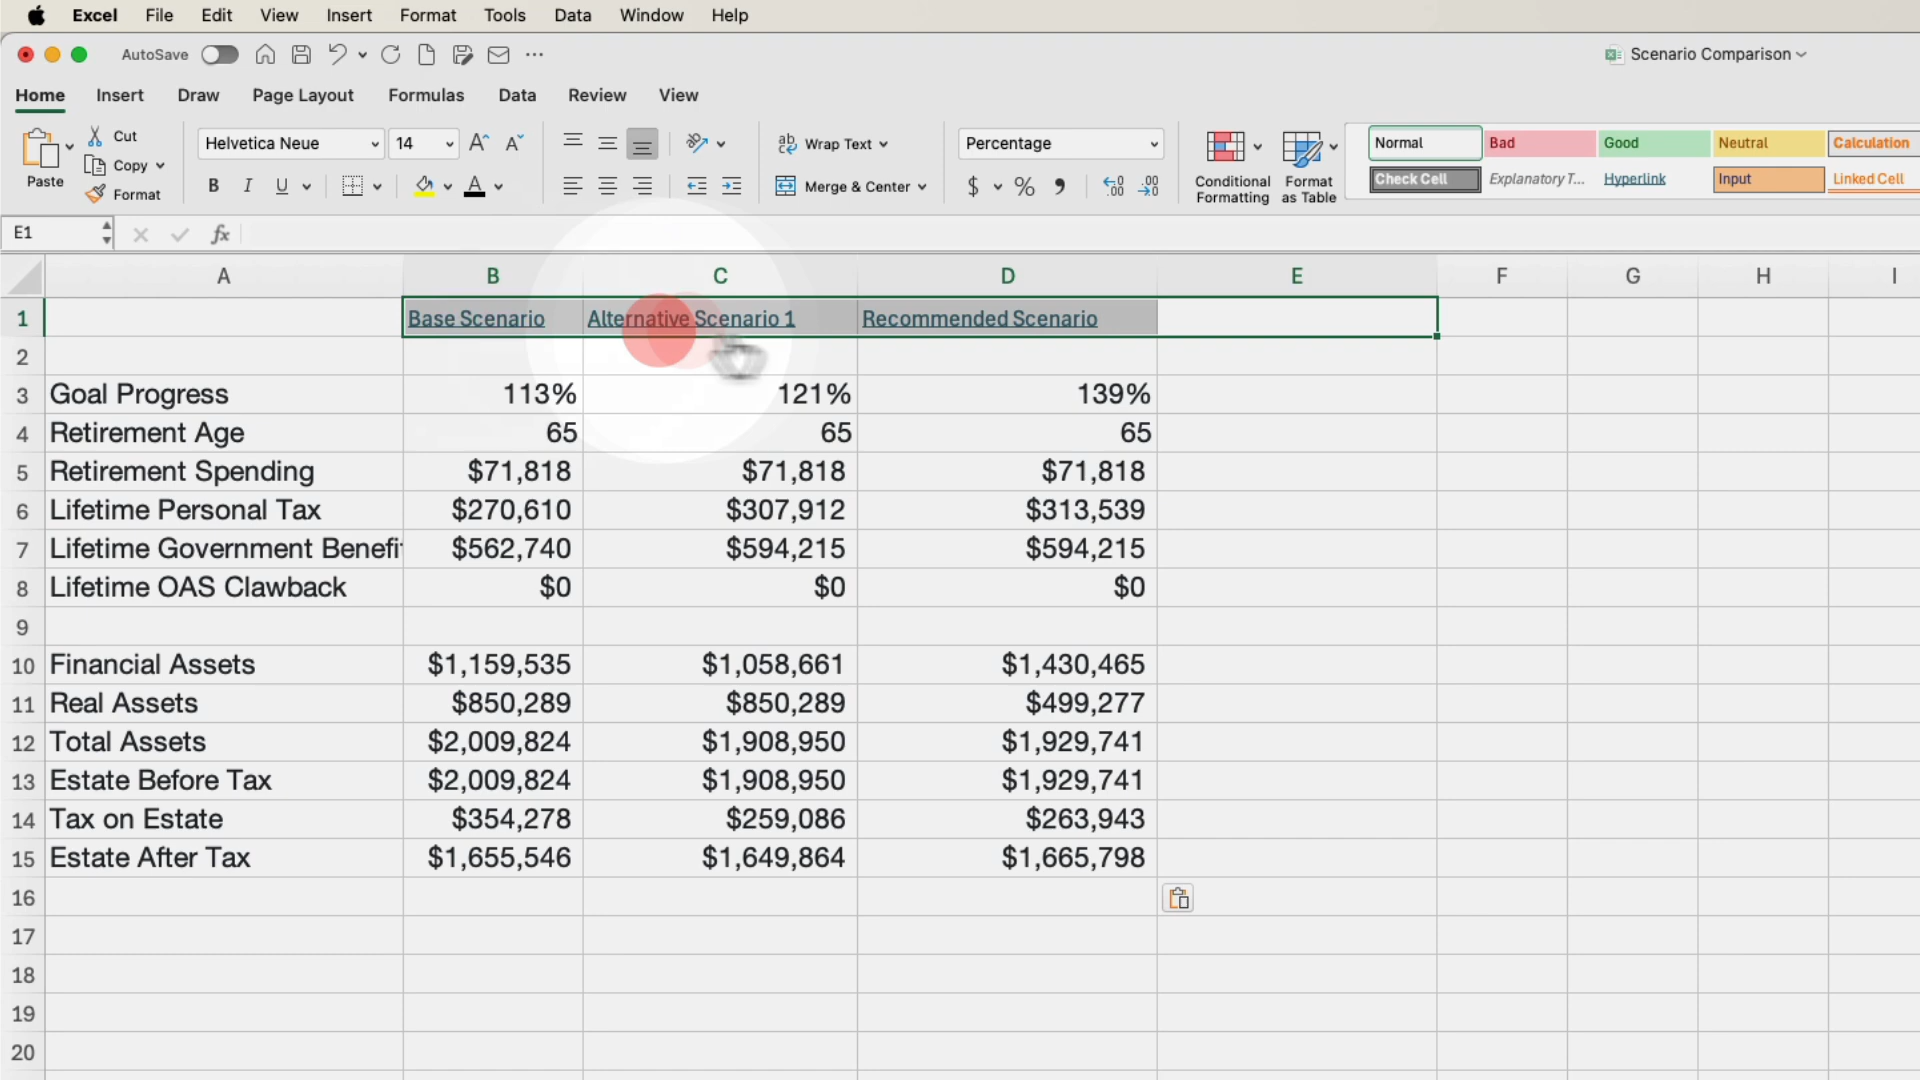 Excel File Edit View Insert Format Tools Data Window Help
AutoSave Scenario Comparison
Home Insert Draw Page Layout Formulas Data Review View
Paste Cut Copy Format
Helvetica Neue 14
Wrap Text
Merge & Center
Percentage
$ % .00
Conditional Formatting
Format as Table
Normal Bad Good Neutral Calculation
Check Cell Explanatory T... Hyperlink Input Linked Cell
E1 fx
A B C D E F G H I
1 Base Scenario Alternative Scenario 1 Recommended Scenario
2
3 Goal Progress 113% 121% 139%
4 Retirement Age 65 65 65
5 Retirement Spending $71,818 $71,818 $71,818
6 Lifetime Personal Tax $270,610 $307,912 $313,539
7 Lifetime Government Benefi $562,740 $594,215 $594,215
8 Lifetime OAS Clawback $0 $0 $0
9
10 Financial Assets $1,159,535 $1,058,661 $1,430,465
11 Real Assets $850,289 $850,289 $499,277
12 Total Assets $2,009,824 $1,908,950 $1,929,741
13 Estate Before Tax $2,009,824 $1,908,950 $1,929,741
14 Tax on Estate $354,278 $259,086 $263,943
15 Estate After Tax $1,655,546 $1,649,864 $1,665,798
16
17
18
19
20